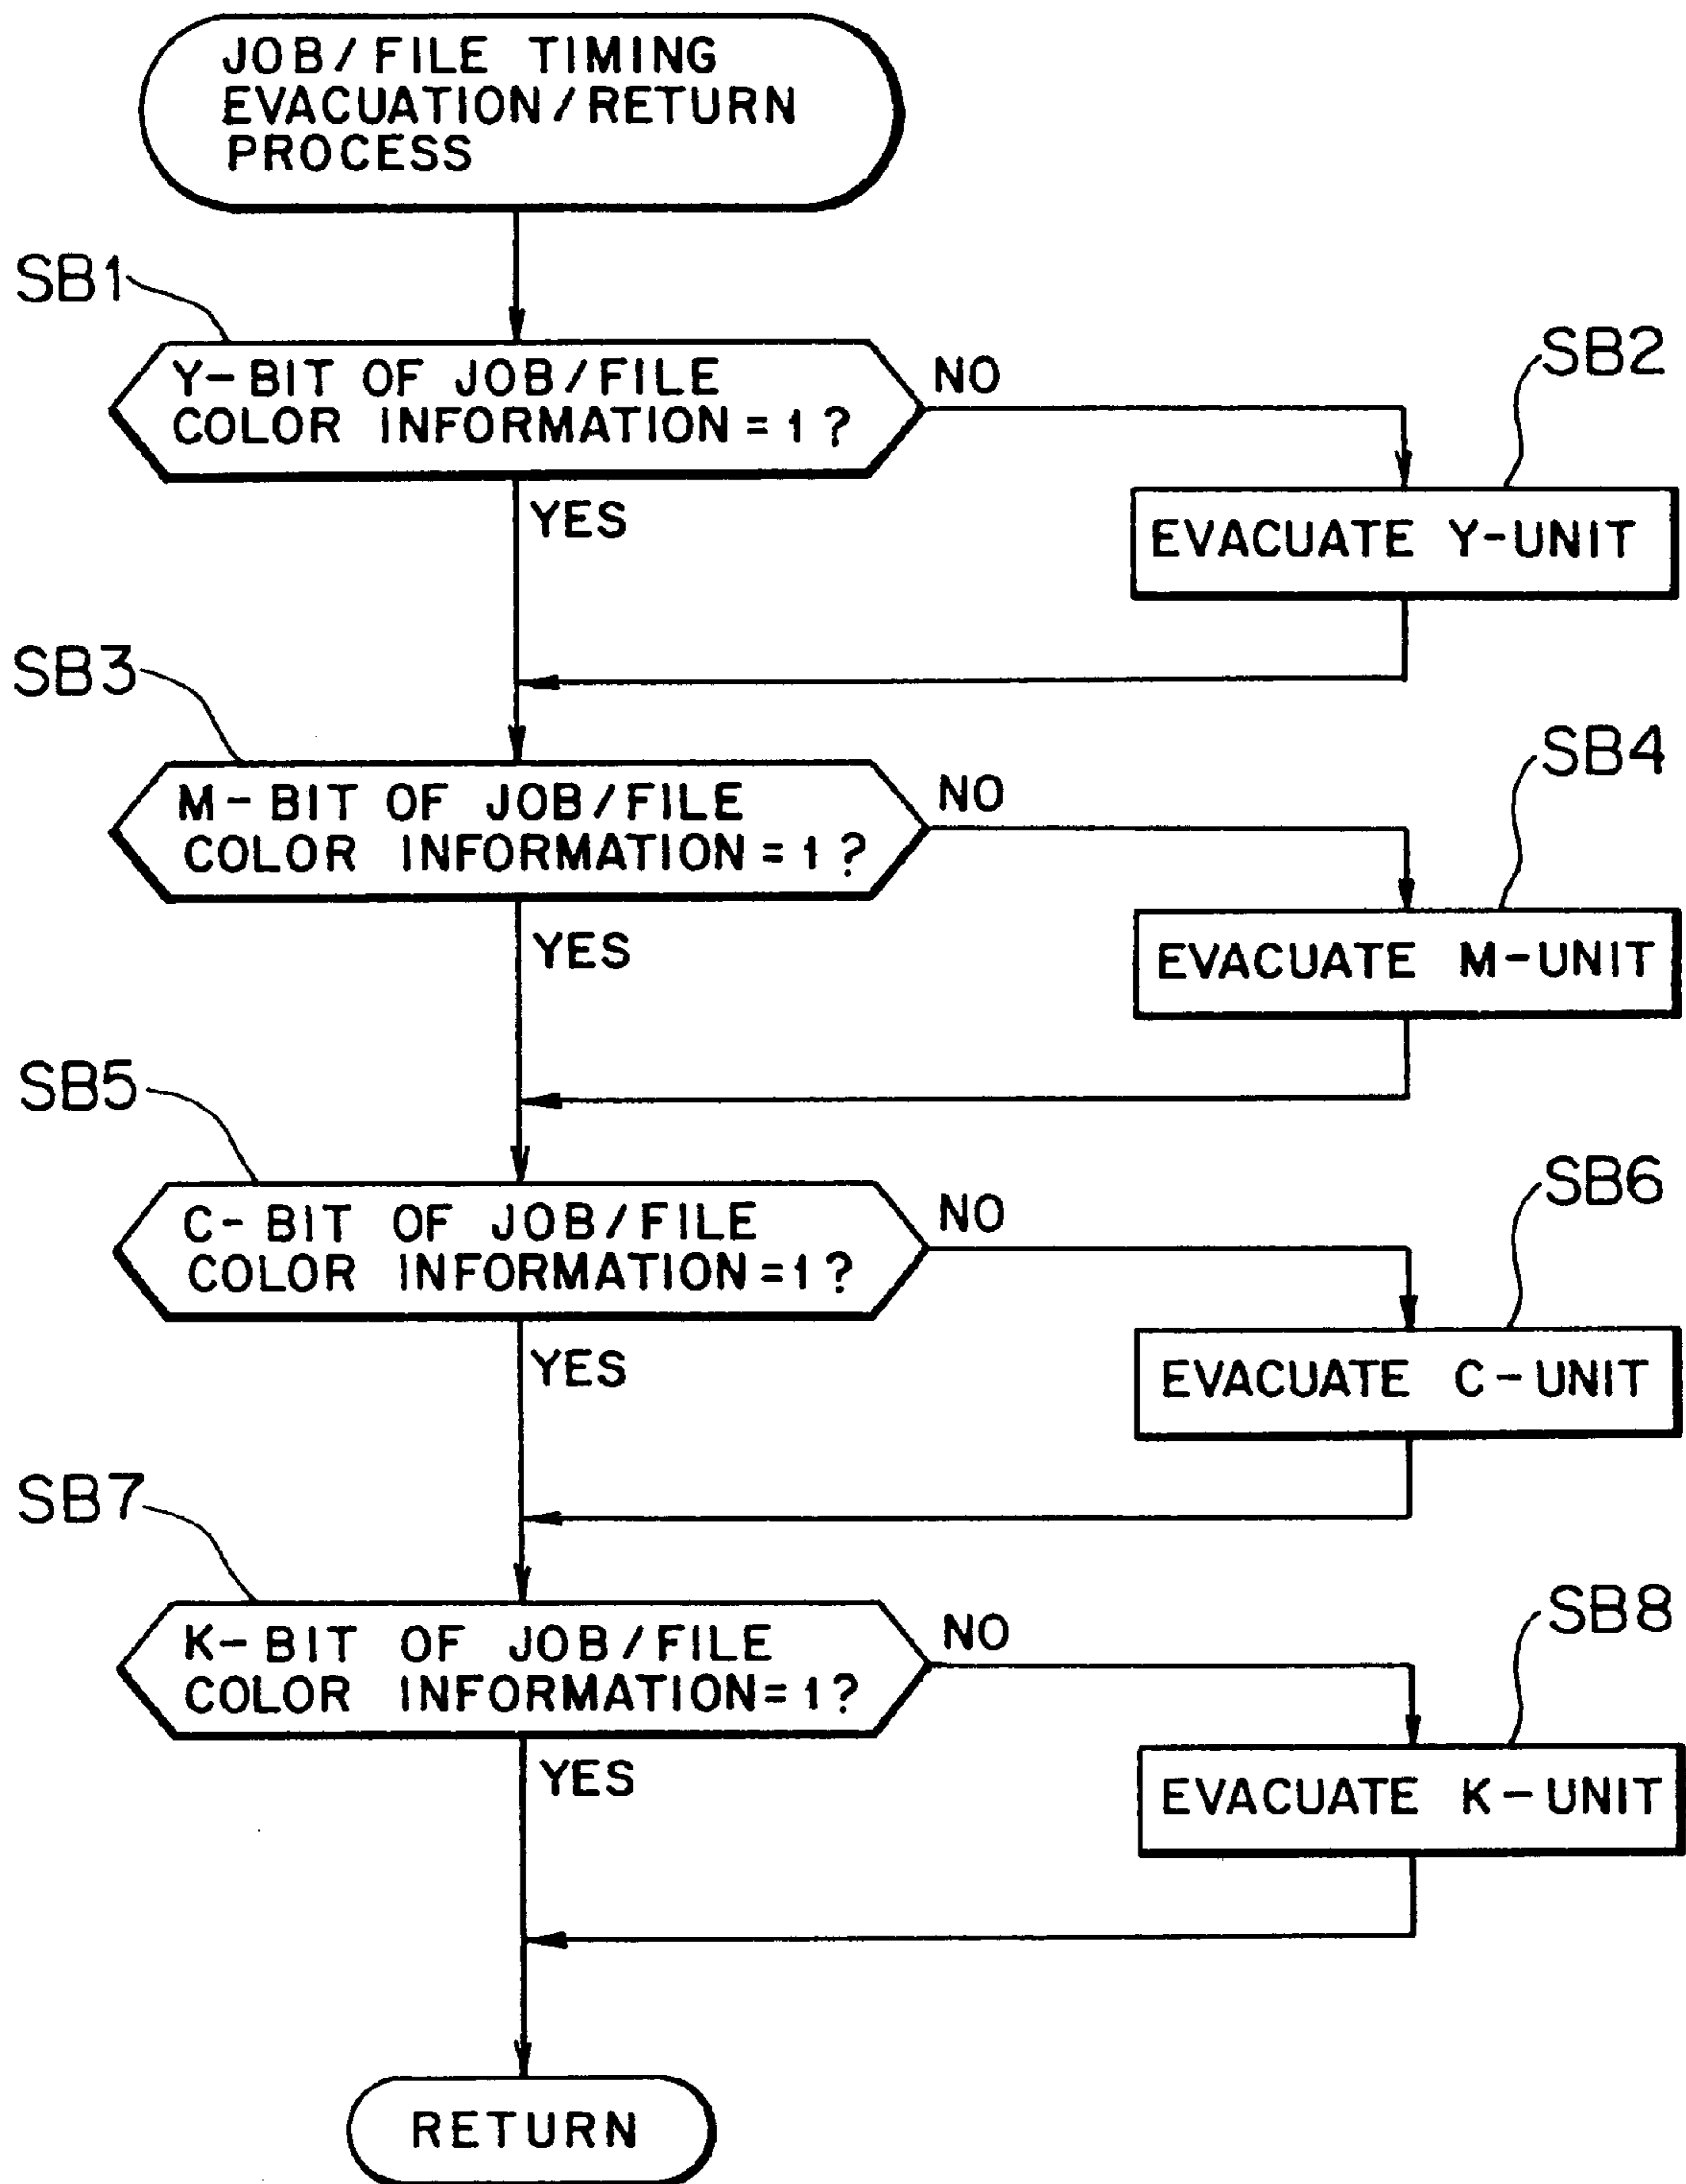 JOB/FILE TIMING
EVACUATION/RETURN
PROCESS
SB1
Y-BIT OF JOB/FILE
COLOR INFORMATION=1?
NO
SB2
YES
EVACUATE Y-UNIT
SB3
M-BIT OF JOB/FILE
COLOR INFORMATION=1?
NO
SB4
YES
EVACUATE M-UNIT
SB5
C-BIT OF JOB/FILE
COLOR INFORMATION=1?
NO
SB6
YES
EVACUATE C-UNIT
SB7
K-BIT OF JOB/FILE
COLOR INFORMATION=1?
NO
SB8
YES
EVACUATE K-UNIT
RETURN